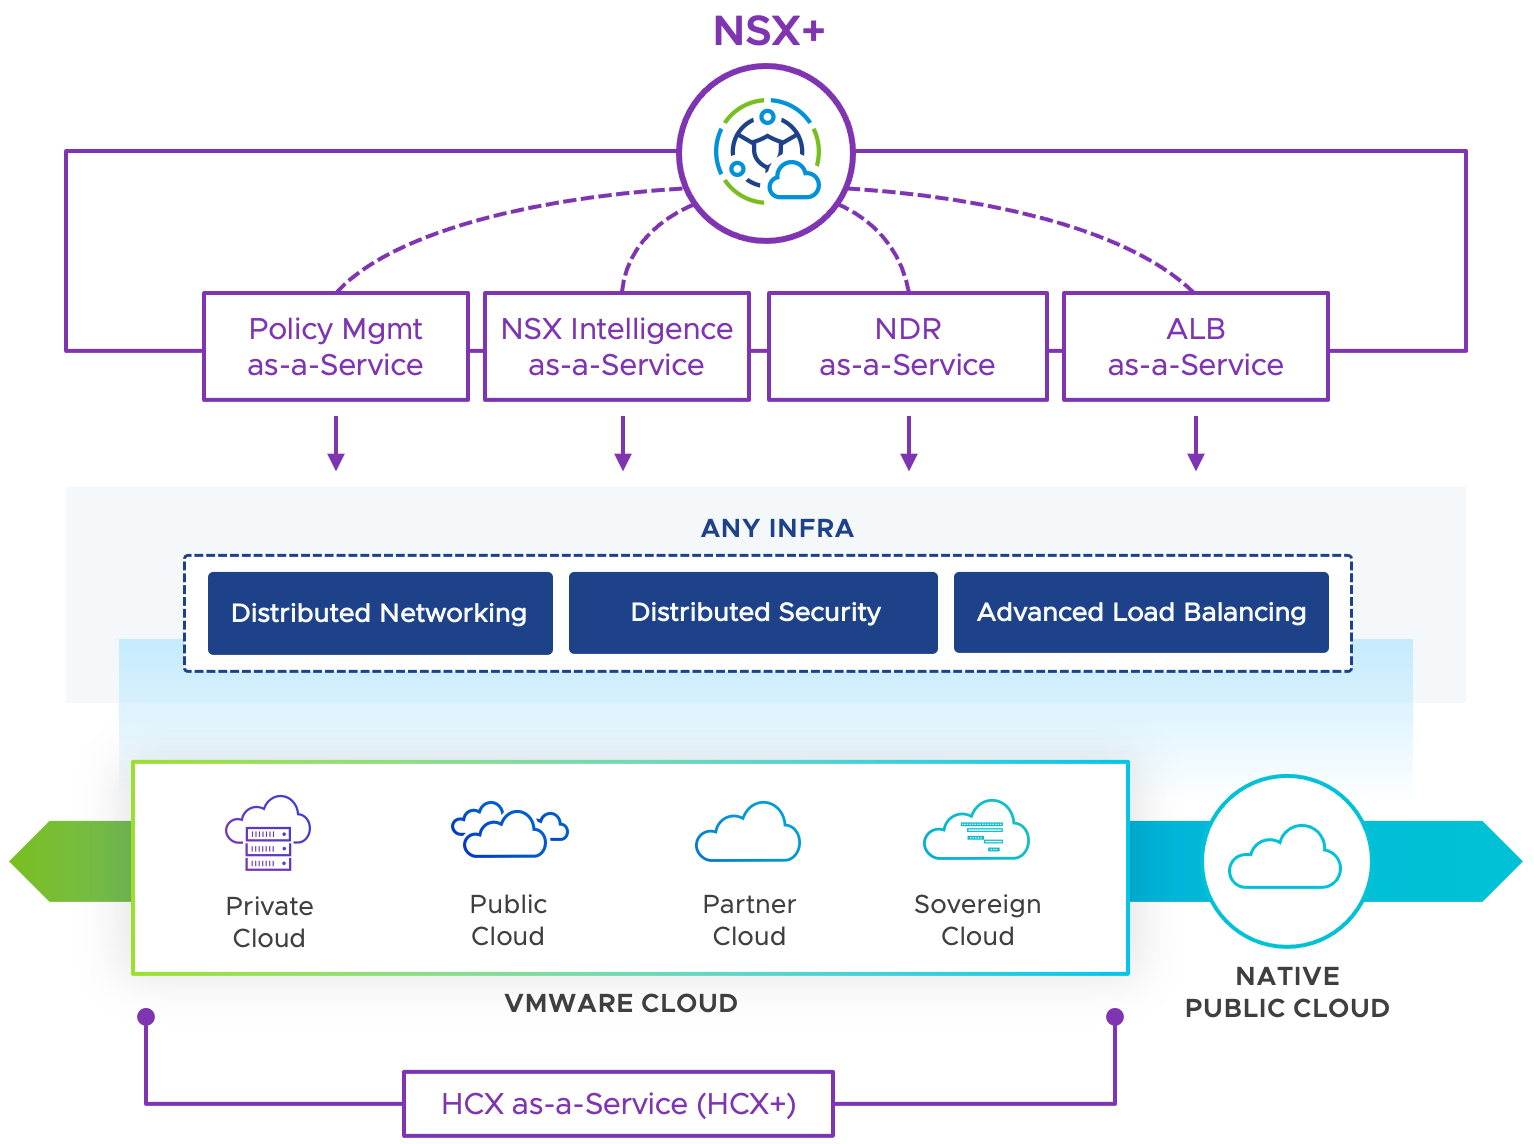 NSX+
Policy Mgmt
as-a-Service
NSX Intelligence
as-a-Service
NDR
as-a-Service
ALB
as-a-Service
ANY INFRA
Distributed Networking
Distributed Security
Advanced Load Balancing
Private
Cloud
Public
Cloud
Partner
Cloud
Sovereign
Cloud
VMWARE CLOUD
NATIVE
PUBLIC CLOUD
HCX as-a-Service (HCX+)